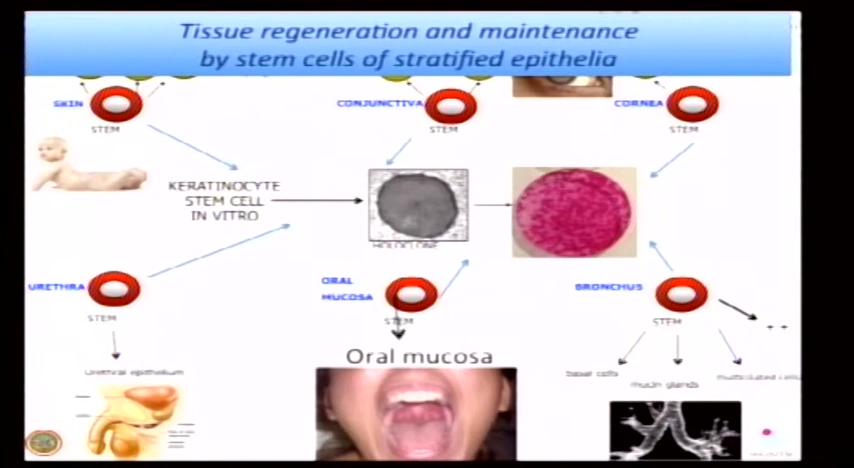 Tissue regeneration and maintenance
by stem cells of stratified epithelia
SKIN
STEM
CONJUNCTIVA
STEM
CORNEA
STEM
KERATINOCYTE
STEM CELL
IN VITRO
HOLOCLONE
URETHRA
STEM
ORAL
MUCOSA
STEM
BRONCHUS
STEM
Urethral epithelium
Oral mucosa
basal cells
mucin glands
multiciliated cells
++